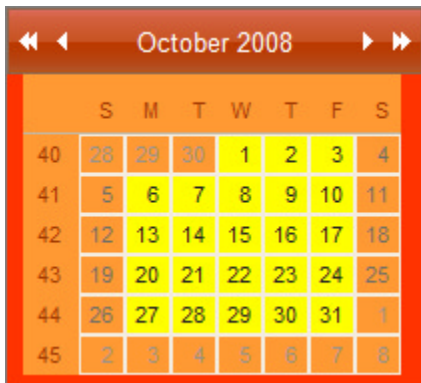 October 2008
S M T W T F S
40 28 29 30 1 2 3 4
41 5 6 7 8 9 10 11
42 12 13 14 15 16 17 18
43 19 20 21 22 23 24 25
44 26 27 28 29 30 31 1
45 2 3 4 5 6 7 8